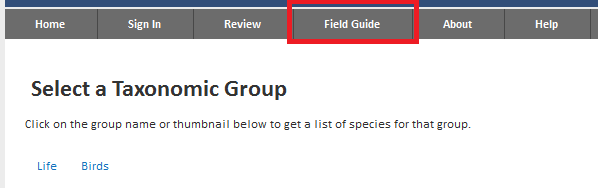 Home Sign In Review Field Guide About Help
Select a Taxonomic Group
Click on the group name or thumbnail below to get a list of species for that group.
Life Birds